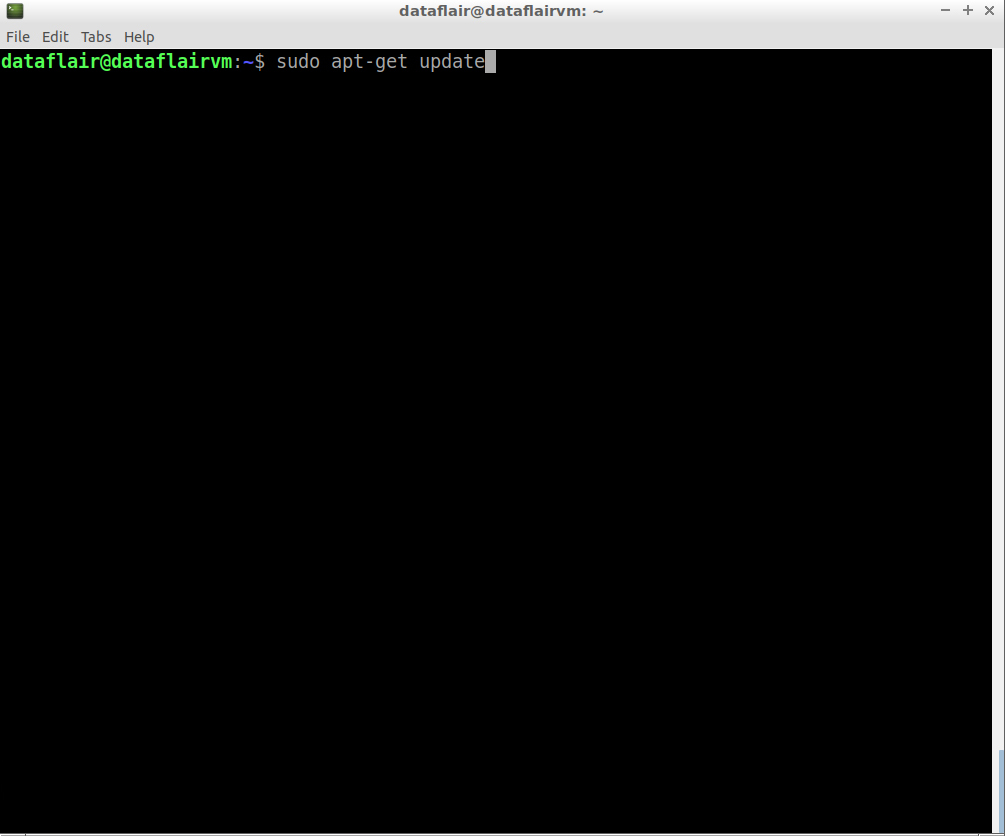 dataflair@dataflairvm: ~
File Edit Tabs Help
dataflair@dataflairvm:~$ sudo apt-get update